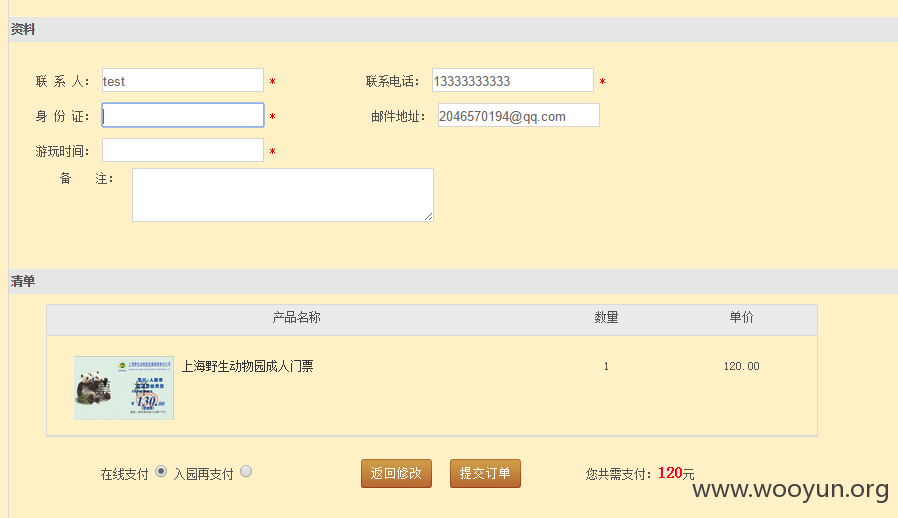 资料
联 系 人： test * 联系电话： 13333333333 *
身 份 证： * 邮件地址： 2046570194@qq.com
游玩时间： *
备 注：
清单
产品名称 数量 单价
上海野生动物园成人门票 1 120.00
130.00
在线支付 入园再支付 返回修改 提交订单 您共需支付：120元
www.wooyun.org